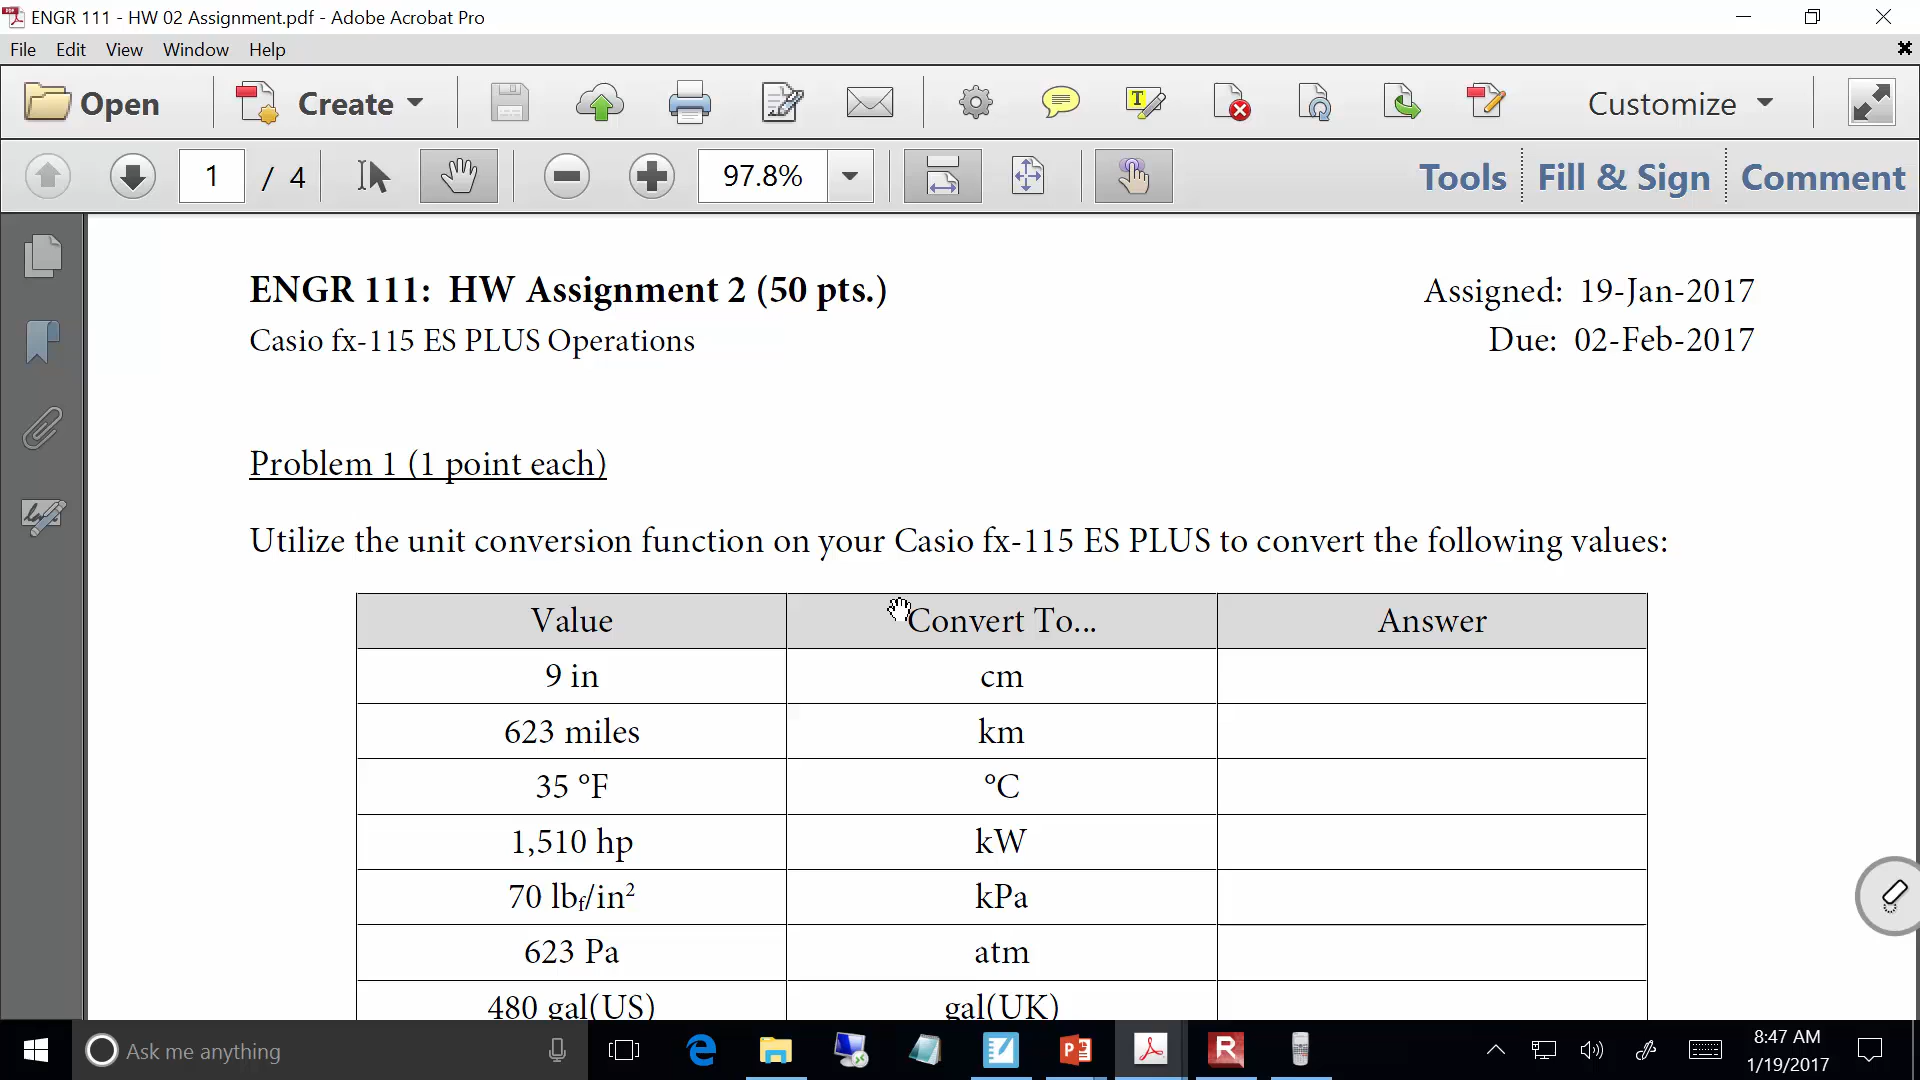 ENGR 111 - HW 02 Assignment.pdf - Adobe Acrobat Pro
File Edit View Window Help
Open Create Customize
1 / 4 97.8% Tools Fill & Sign Comment
ENGR 111: HW Assignment 2 (50 pts.) Assigned: 19-Jan-2017
Casio fx-115 ES PLUS Operations Due: 02-Feb-2017
Problem 1 (1 point each)
Utilize the unit conversion function on your Casio fx-115 ES PLUS to convert the following values:
Value Convert To... Answer
9 in cm
623 miles km
35 °F °C
1,510 hp kW
70 lbf/in² kPa
623 Pa atm
480 gal(US) gal(UK)
Ask me anything 8:47 AM
1/19/2017